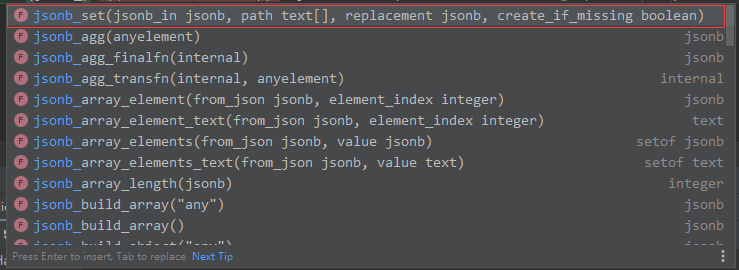 F jsonb_set(jsonb_in jsonb, path text[], replacement jsonb, create_if_missing boolean)
F jsonb_agg(anyelement) jsonb
F jsonb_agg_finalfn(internal) jsonb
F jsonb_agg_transfn(internal, anyelement) internal
F jsonb_array_element(from_json jsonb, element_index integer) jsonb
F jsonb_array_element_text(from_json jsonb, element_index integer) text
F jsonb_array_elements(from_json jsonb, value jsonb) setof jsonb
F jsonb_array_elements_text(from_json jsonb, value text) setof text
F jsonb_array_length(jsonb) integer
F jsonb_build_array("any") jsonb
F jsonb_build_array() jsonb
F jsonb_build_object("any") jsonb
Press Enter to insert, Tab to replace Next Tip